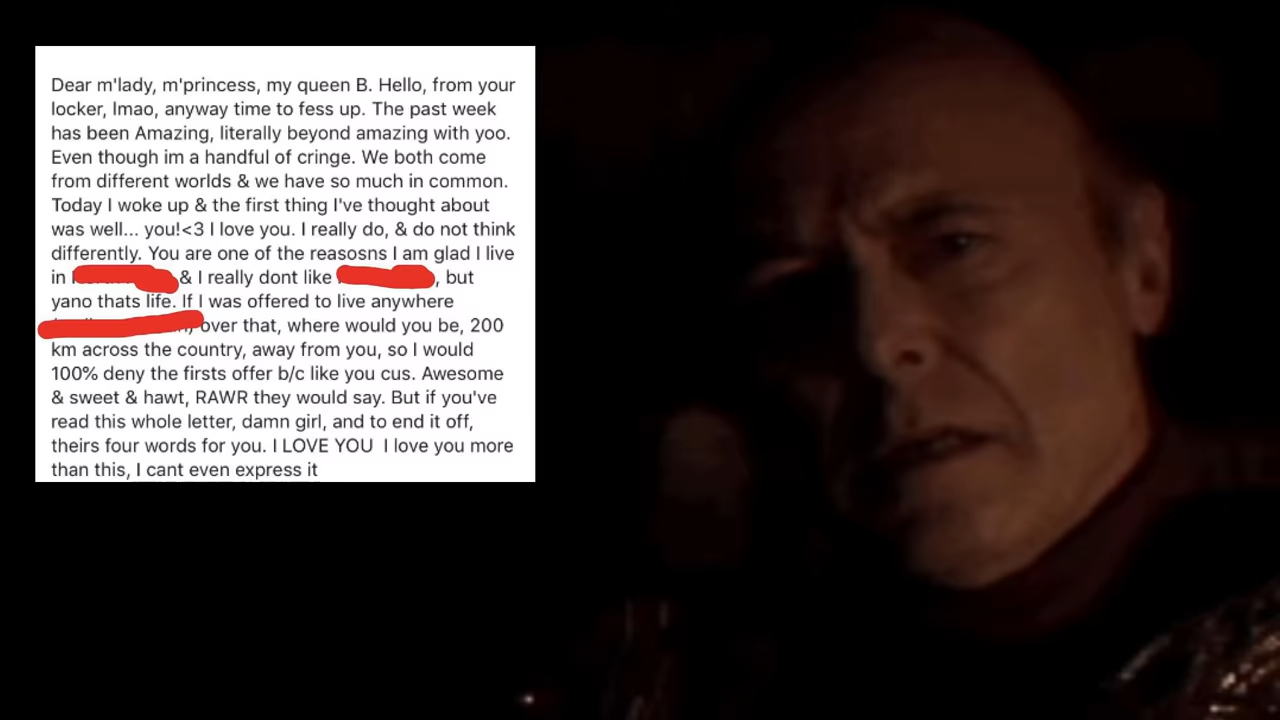 Dear m'lady, m'princess, my queen B. Hello, from your
locker, lmao, anyway time to fess up. The past week
has been Amazing, literally beyond amazing with yoo.
Even though im a handful of cringe. We both come
from different worlds & we have so much in common.
Today I woke up & the first thing I've thought about
was well... you!<3 I love you. I really do, & do not think
differently. You are one of the reasosns I am glad I live
in & I really dont like , but
yano thats life. If I was offered to live anywhere
over that, where would you be, 200
km across the country, away from you, so I would
100% deny the firsts offer b/c like you cus. Awesome
& sweet & hawt, RAWR they would say. But if you've
read this whole letter, damn girl, and to end it off,
theirs four words for you. I LOVE YOU I love you more
than this, I cant even express it